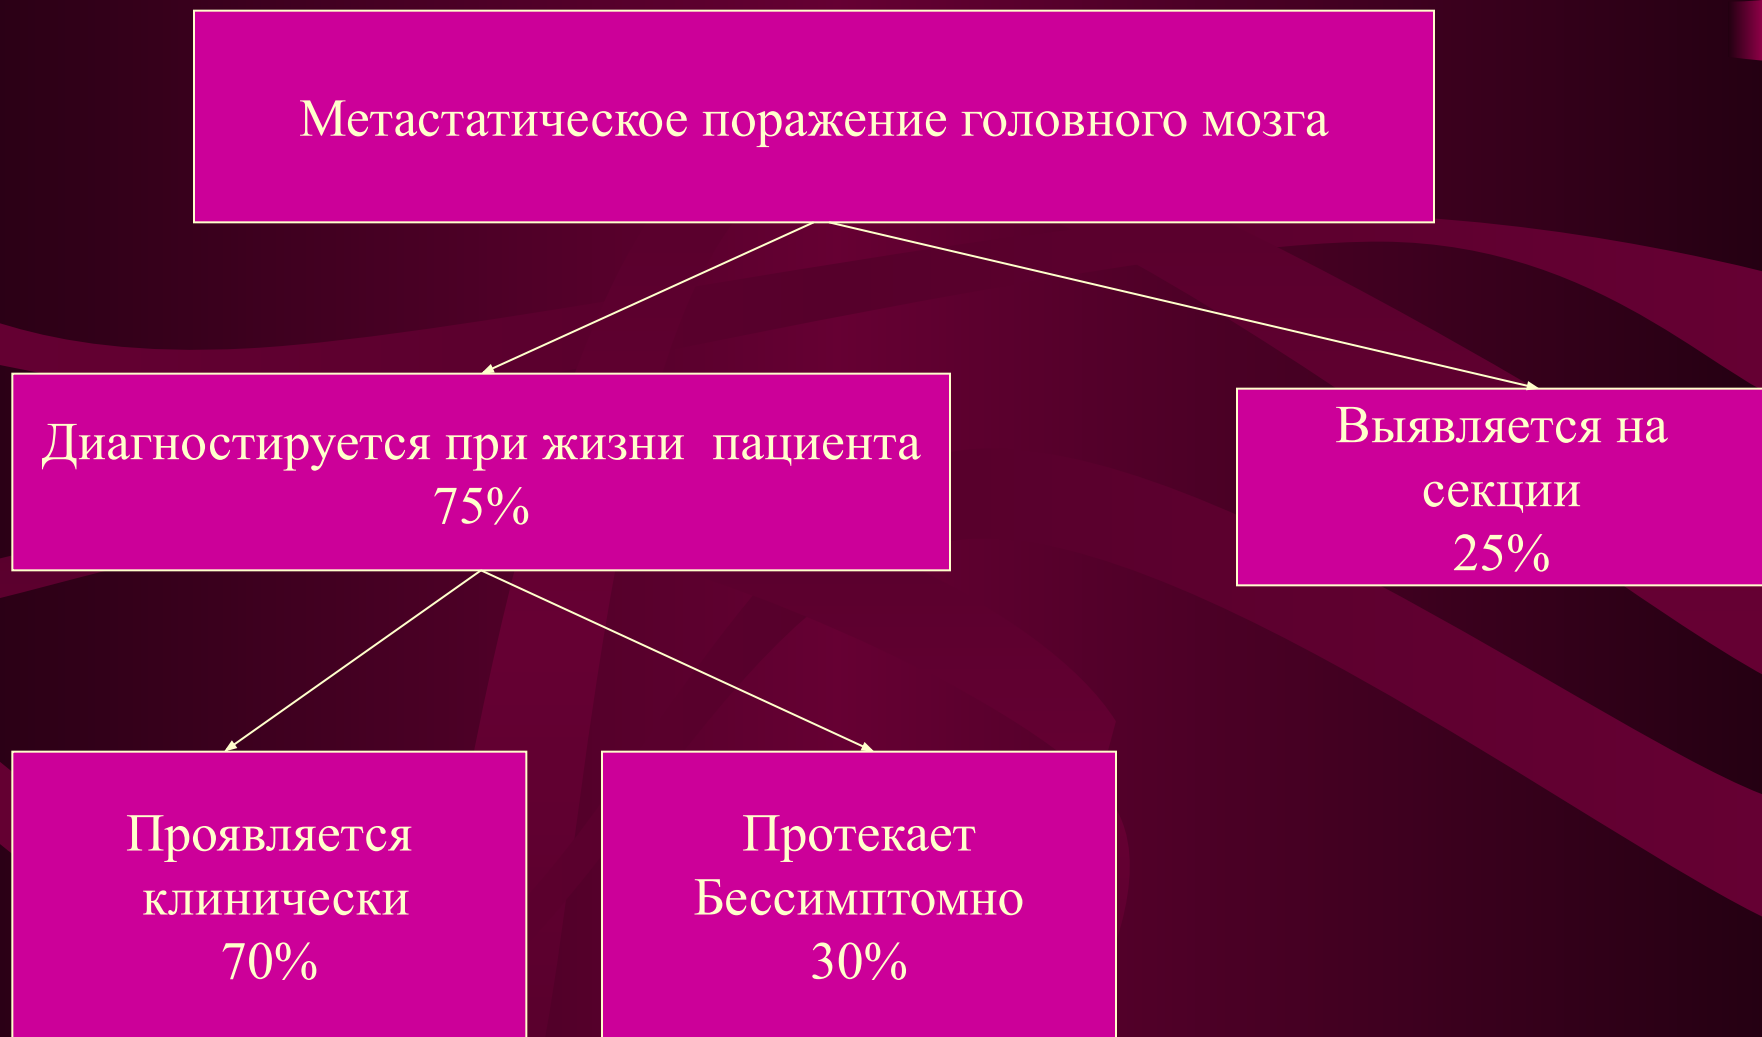 Метастатическое поражение головного мозга
Диагностируется при жизни  пациента
75%
Выявляется на
секции
25%
Проявляется
клинически
70%
Протекает
Бессимптомно
30%